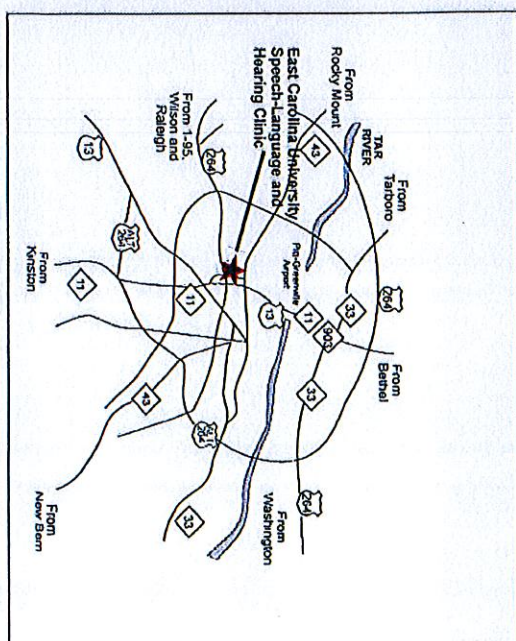 From
Rocky Mount
43
TAR
RIVER
From
Tarboro
264
33
903
11
From
Bethel
33
264
From
Washington
Pitt-Greenville
Airport
13
East Carolina University
Speech-Language and
Hearing Clinic
264
From 1-95,
Wilson and
Raleigh
11
ALT
264
33
13
ALT
264
43
11
From
Kinston
From
New Bern